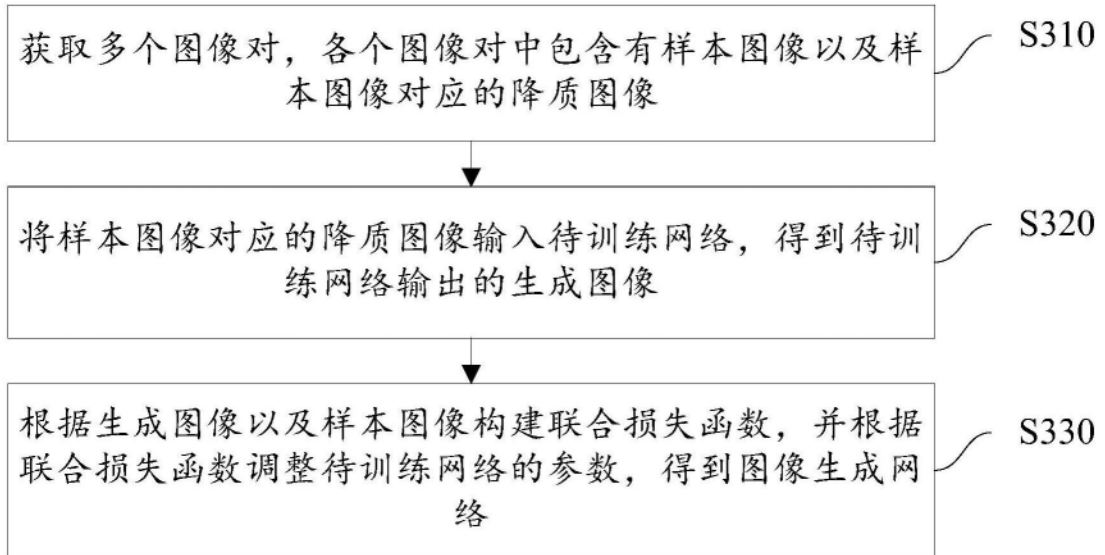 获取多个图像对，各个图像对中包含有样本图像以及样
本图像对应的降质图像
S310
将样本图像对应的降质图像输入待训练网络，得到待训
练网络输出的生成图像
S320
根据生成图像以及样本图像构建联合损失函数，并根据
联合损失函数调整待训练网络的参数，得到图像生成网
络
S330